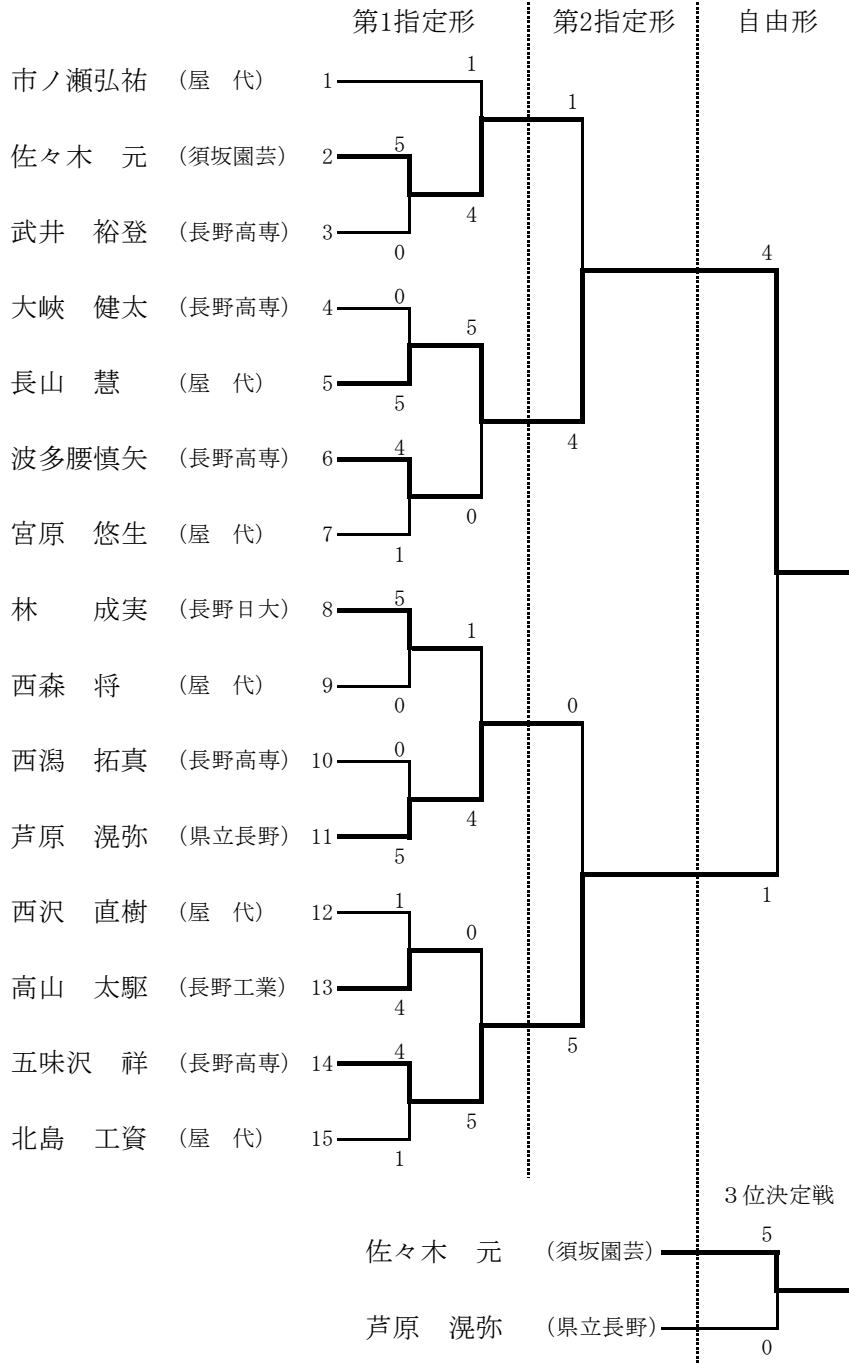 第1指定形 第2指定形 自由形
1
市ノ瀬弘祐 (屋 代) 1
1
5
佐々木 元 (須坂園芸) 2
4
武井 裕登 (長野高専) 3
0
4
0
大峽 健太 (長野高専) 4
5
長山 慧 (屋 代) 5
5
4
4
波多腰慎矢 (長野高専) 6
0
宮原 悠生 (屋 代) 7
1
5
林 成実 (長野日大) 8
1
西森 将 (屋 代) 9
0
0
0
西潟 拓真 (長野高専) 10
4
芦原 滉弥 (県立長野) 11
5
1
1
西沢 直樹 (屋 代) 12
0
高山 太駆 (長野工業) 13
4
5
4
五味沢 祥 (長野高専) 14
5
北島 工資 (屋 代) 15
1
3位決定戦
5
佐々木 元 (須坂園芸)
芦原 滉弥 (県立長野)
0